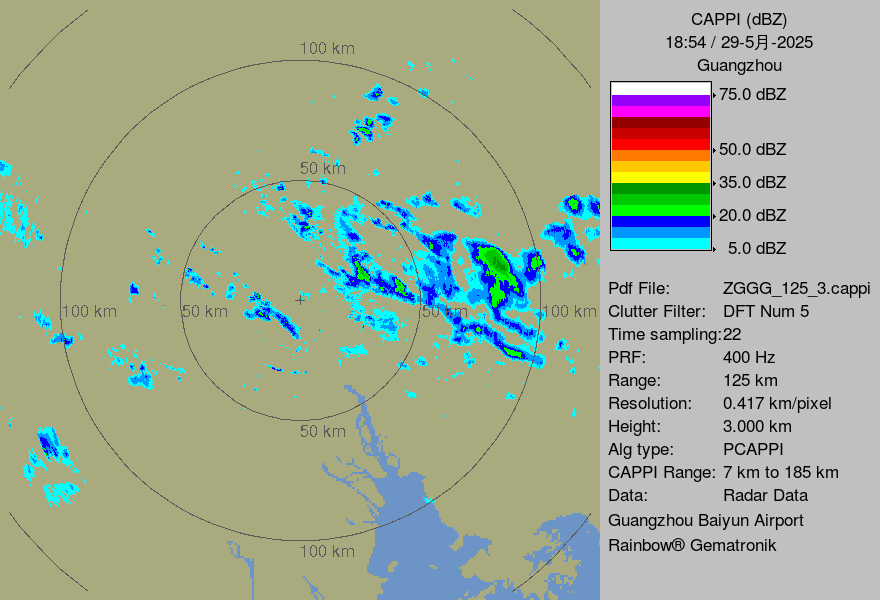 CAPPI (dBZ)
18:54 / 29-5月-2025
Guangzhou
75.0 dBZ
50.0 dBZ
35.0 dBZ
20.0 dBZ
5.0 dBZ
Pdf File: ZGGG_125_3.cappi
Clutter Filter: DFT Num 5
Time sampling:22
PRF: 400 Hz
Range: 125 km
Resolution: 0.417 km/pixel
Height: 3.000 km
Alg type: PCAPPI
CAPPI Range: 7 km to 185 km
Data: Radar Data
Guangzhou Baiyun Airport
Rainbow® Gematronik
100 km
50 km
100 km
50 km
50 km
100 km
50 km
100 km